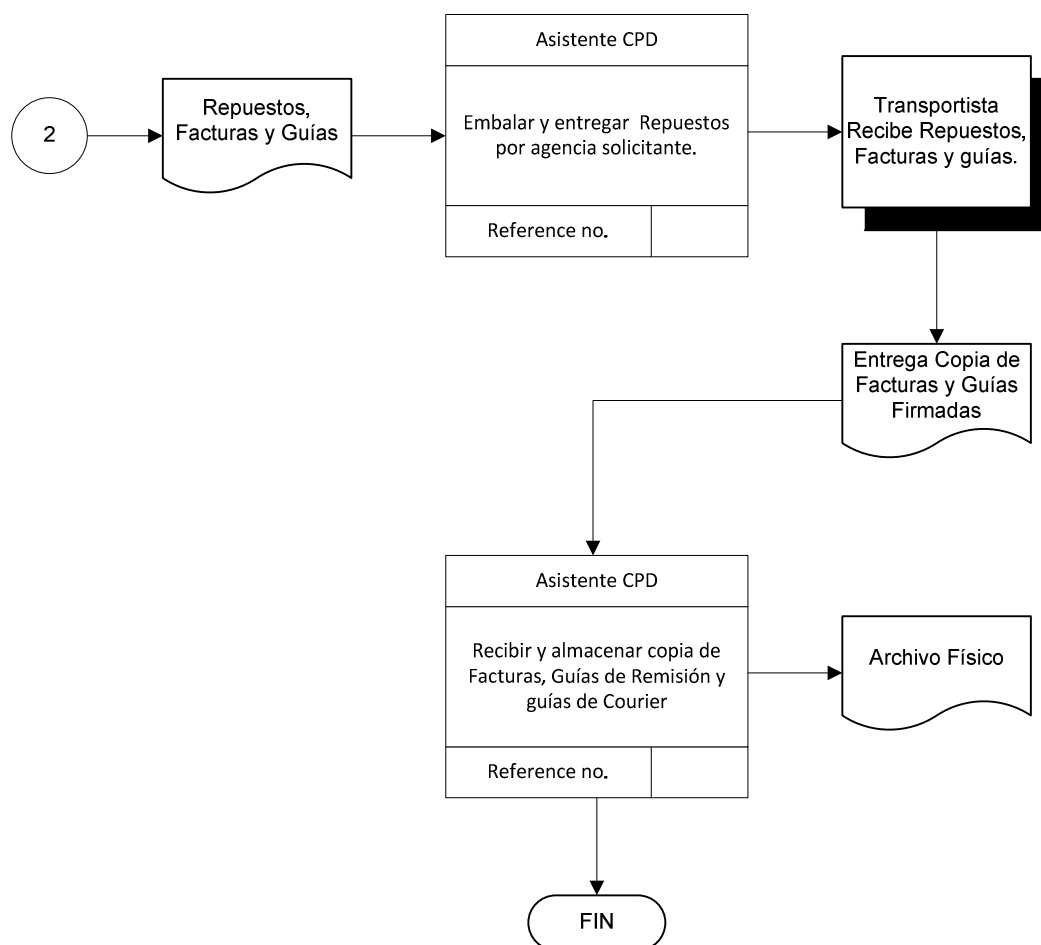 2
Repuestos,
Facturas y Guías
Asistente CPD
Embalar y entregar Repuestos
por agencia solicitante.
Reference no.
Transportista
Recibe Repuestos,
Facturas y guías.
Entrega Copia de
Facturas y Guías
Firmadas
Asistente CPD
Recibir y almacenar copia de
Facturas, Guías de Remisión y
guías de Courier
Reference no.
Archivo Físico
FIN